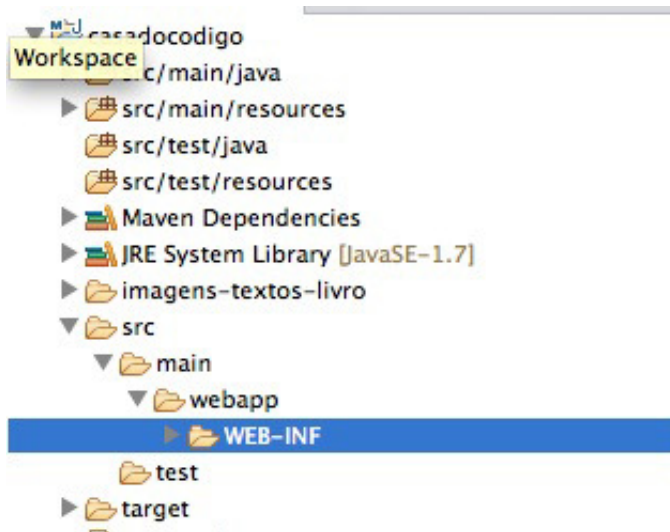 casadocodigo
Workspace
src/main/java
src/main/resources
src/test/java
src/test/resources
Maven Dependencies
JRE System Library [JavaSE-1.7]
imagens-textos-livro
src
main
webapp
WEB-INF
test
target